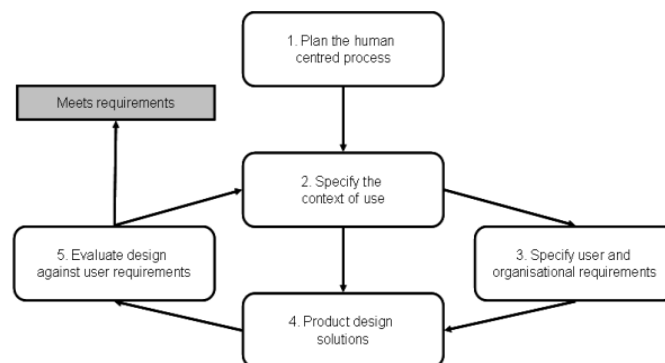 1. Plan the human
centred process
Meets requirements
2. Specify the
context of use
5. Evaluate design
against user requirements
3. Specify user and
organisational requirements
4. Product design
solutions